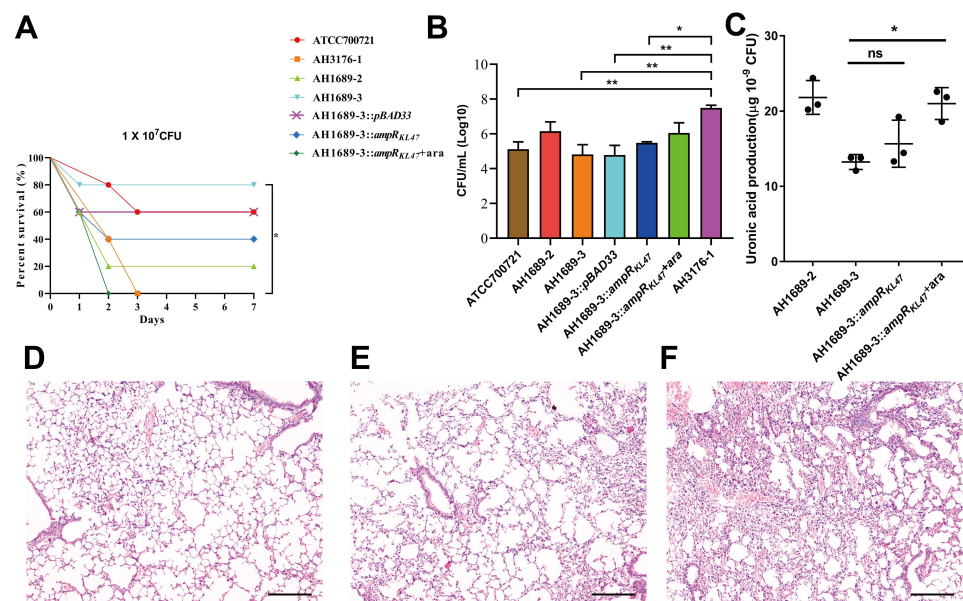 A
ATCC700721
AH3176-1
AH1689-2
AH1689-3
AH1689-3::pBAD33
AH1689-3::ampRKL47
AH1689-3::ampRKL47+ara
1 X 10⁷CFU
Percent survival (%)
100
80
60
40
20
0
0 1 2 3 4 5 6 7
Days
*
B
CFU/mL (Log10)
10
8
6
4
2
0
*
**
**
**
ATCC700721
AH1689-2
AH1689-3
AH1689-3::pBAD33
AH1689-3::ampRKL47
AH1689-3::ampRKL47+ara
AH3176-1
C
Uronic acid production(µg 10⁻⁹ CFU)
30
20
10
0
*
ns
AH1689-2
AH1689-3
AH1689-3::ampRKL47
AH1689-3::ampRKL47+ara
D
E
F